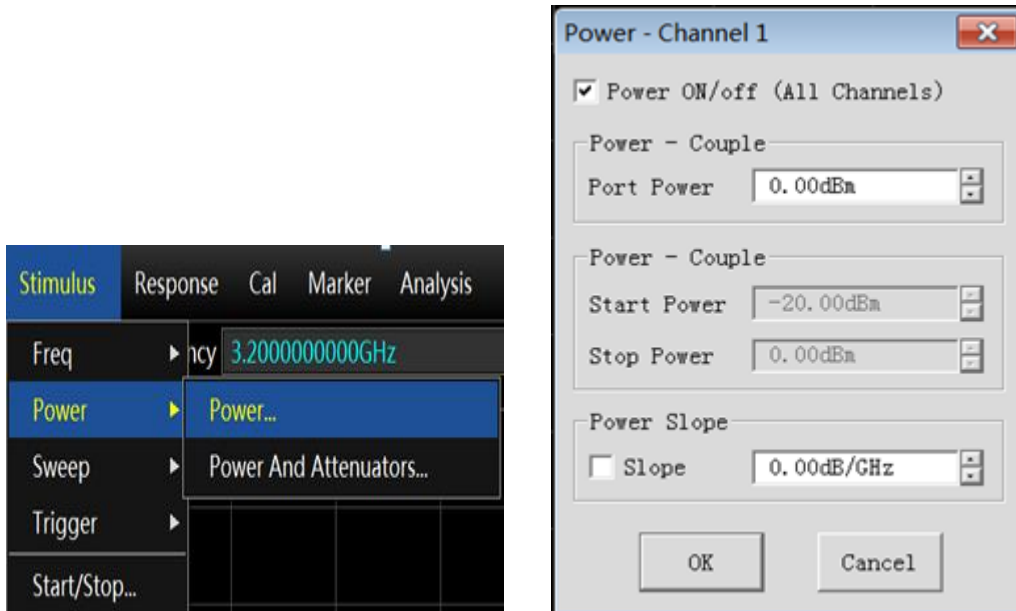 Stimulus Response Cal Marker Analysis
Freq ncy 3.2000000000GHz
Power Power...
Sweep Power And Attenuators...
Trigger
Start/Stop...
Power - Channel 1
Power ON/off (All Channels)
Power - Couple
Port Power 0.00dBm
Power - Couple
Start Power -20.00dBm
Stop Power 0.00dBm
Power Slope
Slope 0.00dB/GHz
OK Cancel